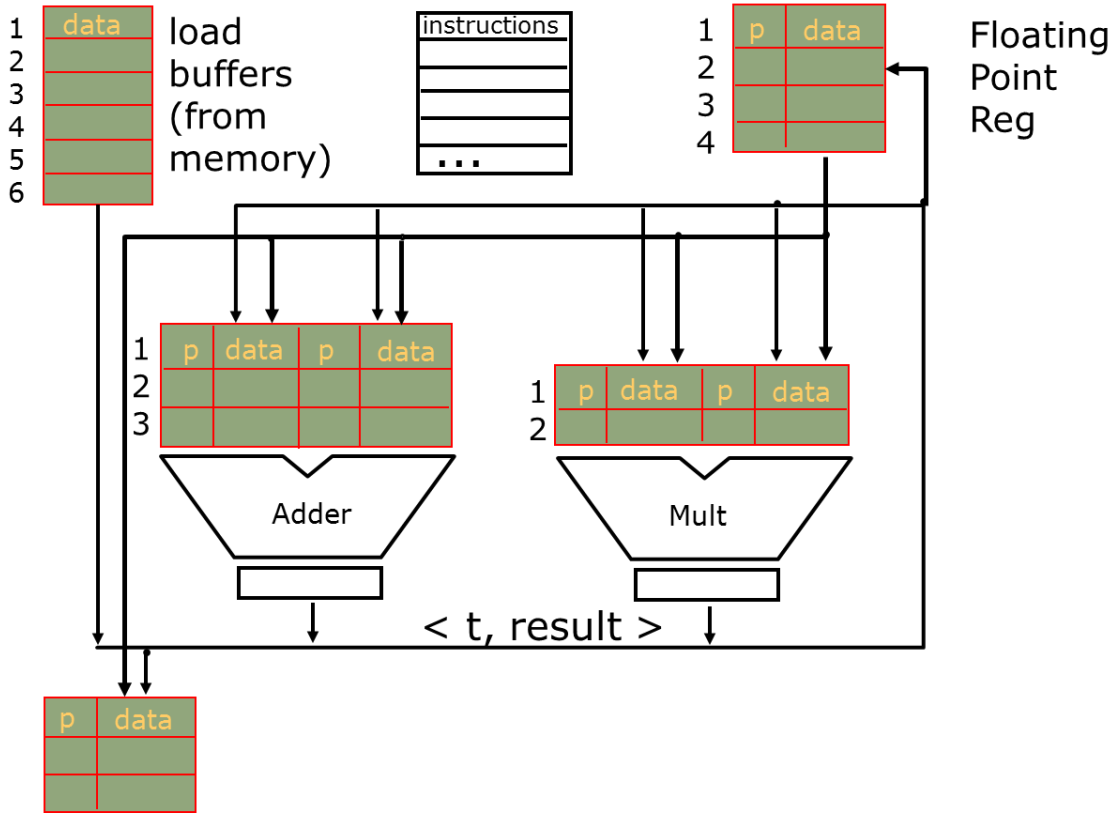 1 data
2
3
4
5
6
load
buffers
(from
memory)
instructions
...
1 p data
2
3
4
Floating
Point
Reg
1 p data p data
2
3
1 p data p data
2
Adder
Mult
< t, result >
p data